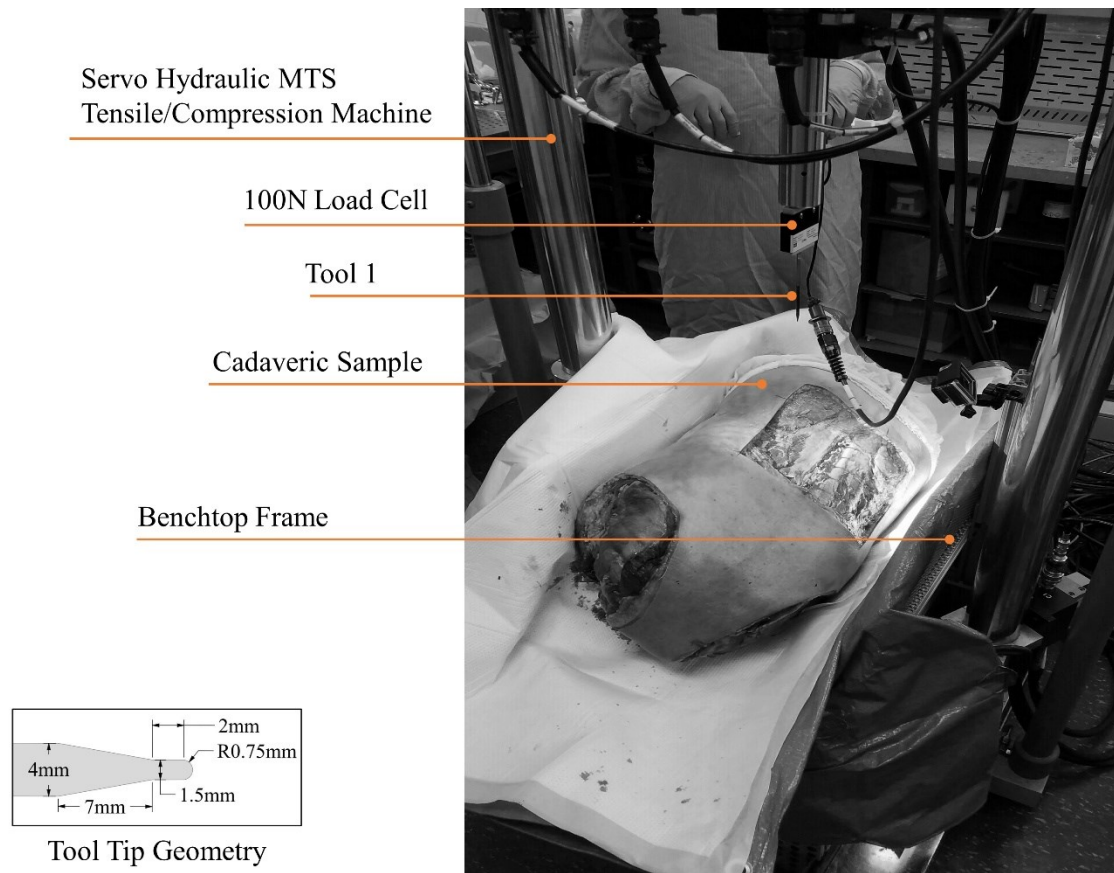 Servo Hydraulic MTS
Tensile/Compression Machine
100N Load Cell
Tool 1
Cadaveric Sample
Benchtop Frame
2mm
R0.75mm
4mm
1.5mm
7mm
Tool Tip Geometry